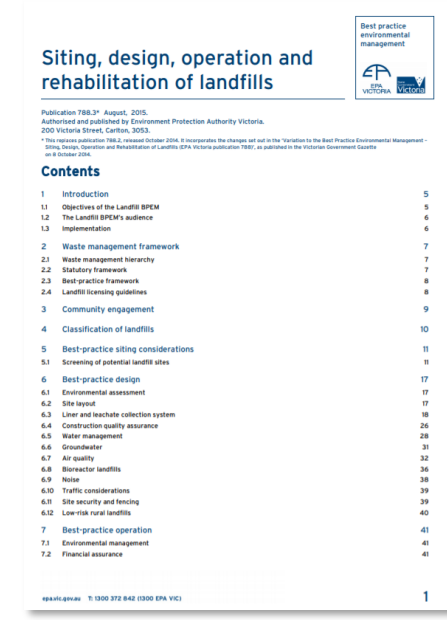 Best practice
environmental
management
EPA
VICTORIA
Victoria
Siting, design, operation and
rehabilitation of landfills
Publication 788.3* August, 2015.
Authorised and published by Environment Protection Authority Victoria.
200 Victoria Street, Carlton, 3053.
* This replaces publication 788.2, released October 2014. It incorporates the changes set out in the 'Variation to the Best Practice Environmental Management –
Siting, Design, Operation and Rehabilitation of Landfills (EPA Victoria publication 788)', as published in the Victorian Government Gazette
on 8 October 2014.
Contents
1 Introduction 5
1.1 Objectives of the Landfill BPEM 5
1.2 The Landfill BPEM's audience 6
1.3 Implementation 6
2 Waste management framework 7
2.1 Waste management hierarchy 7
2.2 Statutory framework 7
2.3 Best-practice framework 8
2.4 Landfill licensing guidelines 8
3 Community engagement 9
4 Classification of landfills 10
5 Best-practice siting considerations 11
5.1 Screening of potential landfill sites 11
6 Best-practice design 17
6.1 Environmental assessment 17
6.2 Site layout 17
6.3 Liner and leachate collection system 18
6.4 Construction quality assurance 26
6.5 Water management 28
6.6 Groundwater 31
6.7 Air quality 32
6.8 Bioreactor landfills 36
6.9 Noise 38
6.10 Traffic considerations 39
6.11 Site security and fencing 39
6.12 Low-risk rural landfills 40
7 Best-practice operation 41
7.1 Environmental management 41
7.2 Financial assurance 41
epa.vic.gov.au T: 1300 372 842 (1300 EPA VIC) 1